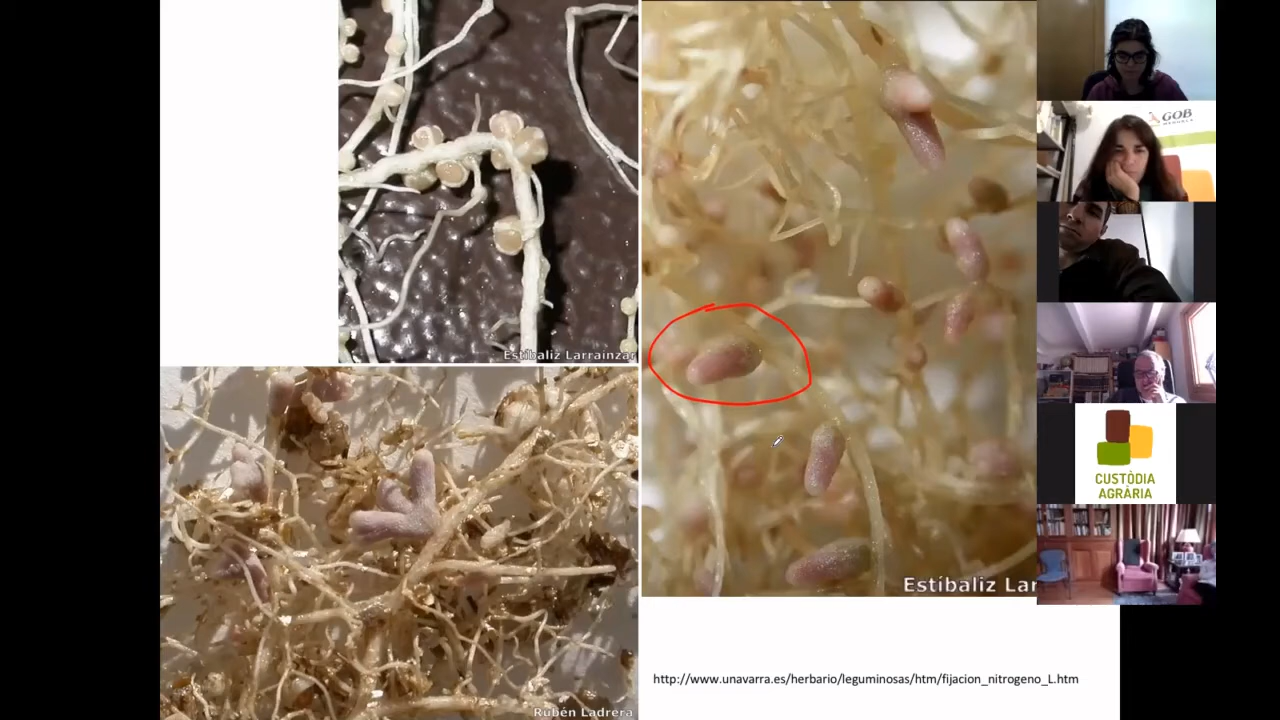 Estíbaliz Larrainzar
Rubén Ladrera
Estíbaliz Lar
http://www.unavarra.es/herbario/leguminosas/htm/fijacion_nitrogeno_L.htm
GOB
CUSTÒDIA
AGRÀRIA